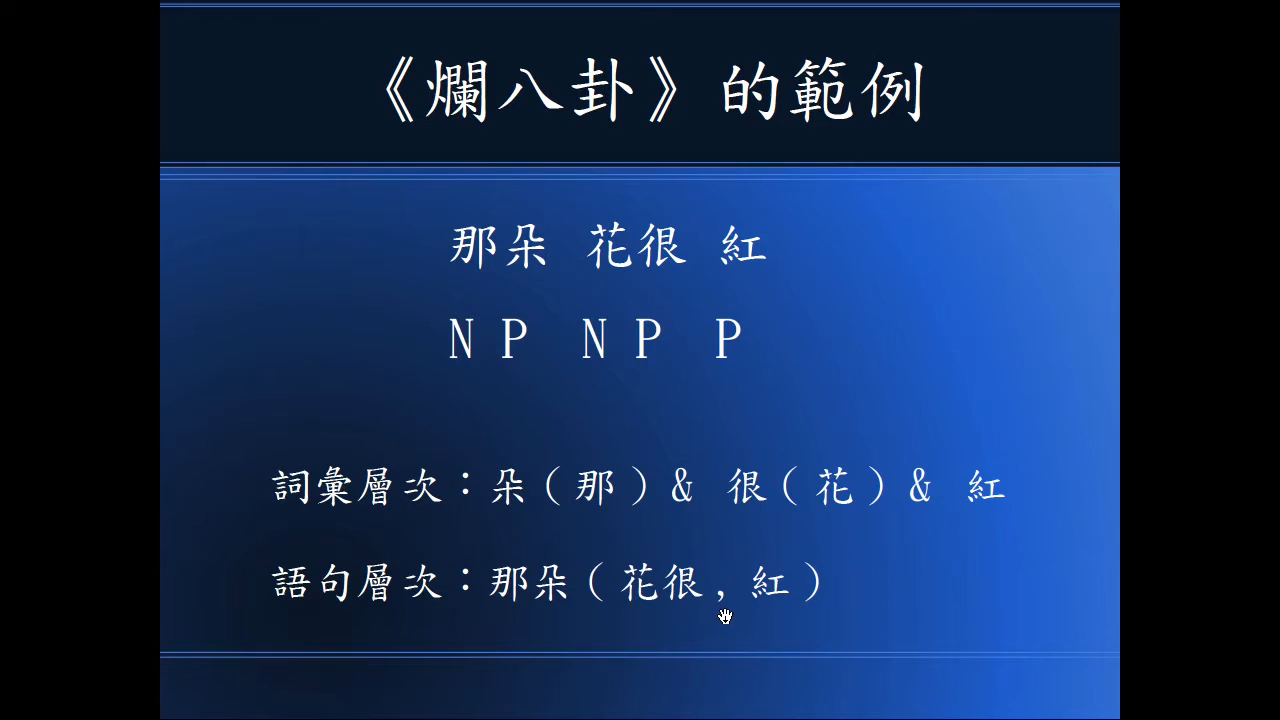 《爛八卦》的範例
那朵 花很 紅
N P N P P
詞彙層次：朵（那）& 很（花）& 紅
語句層次：那朵（花很，紅）